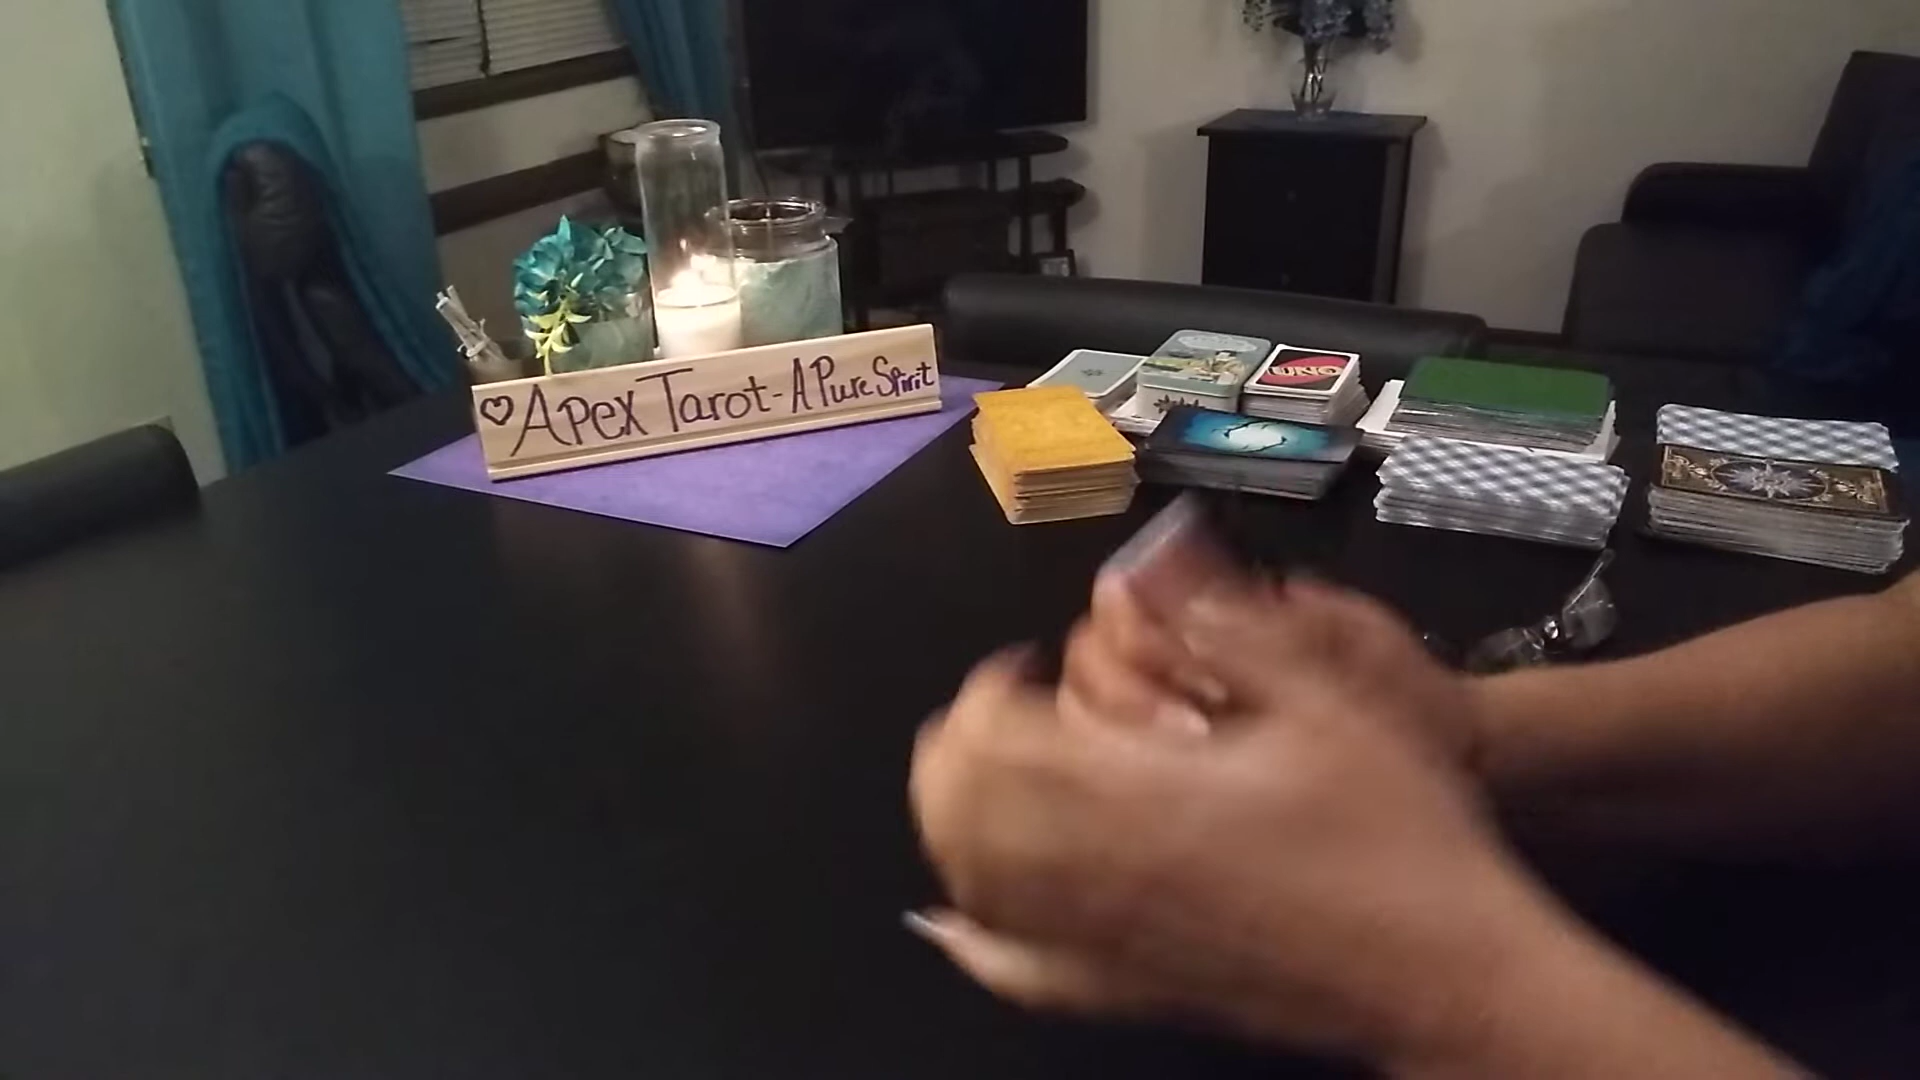 ♡Apex Tarot-A Pure Spirit
UNO